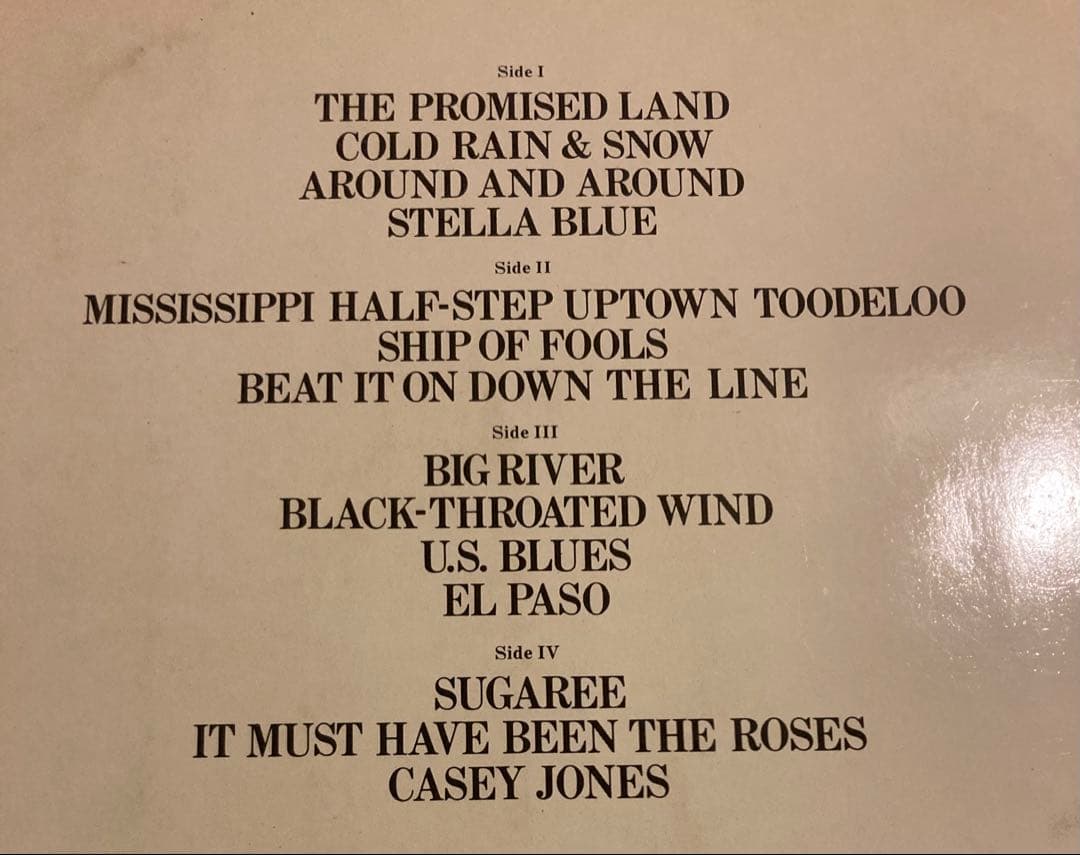 Side I
THE PROMISED LAND
COLD RAIN & SNOW
AROUND AND AROUND
STELLA BLUE
Side II
MISSISSIPPI HALF-STEP UPTOWN TOODELOO
SHIP OF FOOLS
BEAT IT ON DOWN THE LINE
Side III
BIG RIVER
BLACK-THROATED WIND
U.S. BLUES
EL PASO
Side IV
SUGAREE
IT MUST HAVE BEEN THE ROSES
CASEY JONES